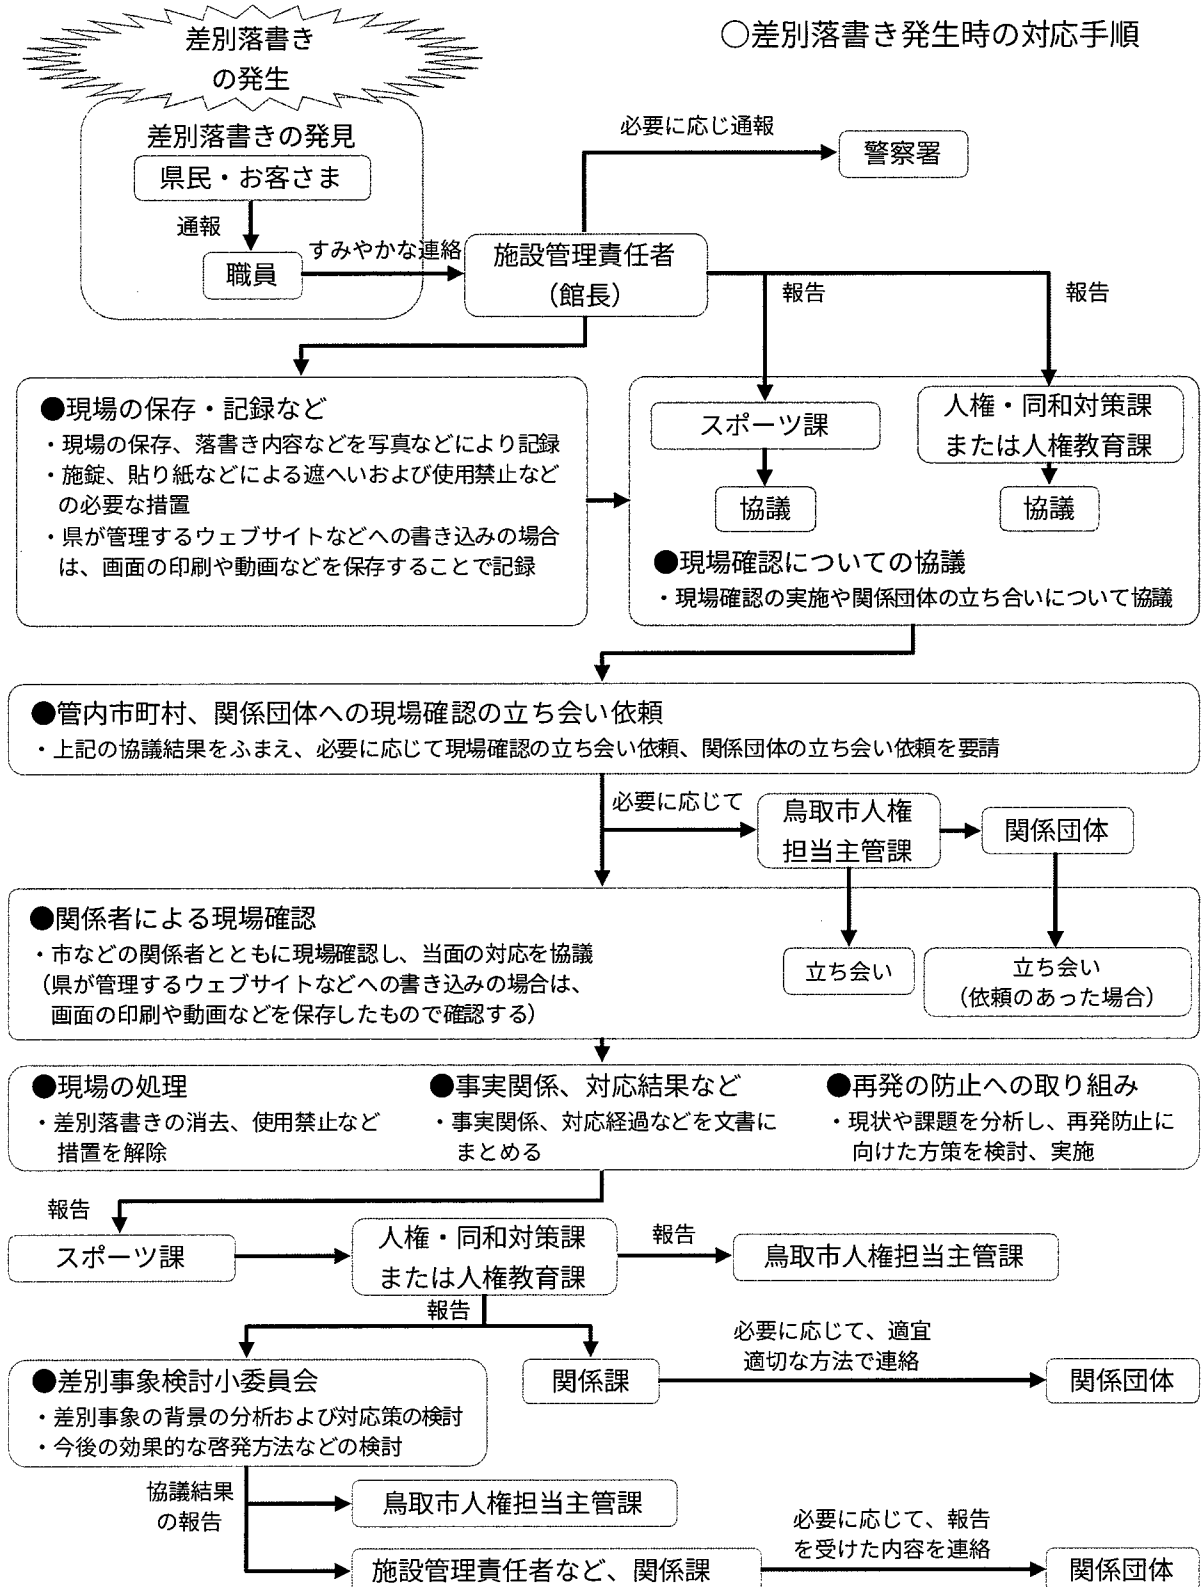 差別落書き
の発生
○差別落書き発生時の対応手順
差別落書きの発見
県民・お客さま
通報
職員
すみやかな連絡
施設管理責任者
（館長）
必要に応じ通報
警察署
報告
報告
●現場の保存・記録など
・現場の保存、落書き内容などを写真などにより記録
・施錠、貼り紙などによる遮へいおよび使用禁止など
の必要な措置
・県が管理するウェブサイトなどへの書き込みの場合
は、画面の印刷や動画などを保存することで記録
スポーツ課
協議
人権・同和対策課
または人権教育課
協議
●現場確認についての協議
・現場確認の実施や関係団体の立ち合いについて協議
●管内市町村、関係団体への現場確認の立ち会い依頼
・上記の協議結果をふまえ、必要に応じて現場確認の立ち会い依頼、関係団体の立ち会い依頼を要請
必要に応じて
鳥取市人権
担当主管課
関係団体
●関係者による現場確認
・市などの関係者とともに現場確認し、当面の対応を協議
（県が管理するウェブサイトなどへの書き込みの場合は、
画面の印刷や動画などを保存したもので確認する）
立ち会い
立ち会い
（依頼のあった場合）
●現場の処理
・差別落書きの消去、使用禁止など
措置を解除
●事実関係、対応結果など
・事実関係、対応経過などを文書に
まとめる
●再発の防止への取り組み
・現状や課題を分析し、再発防止に
向けた方策を検討、実施
報告
スポーツ課
人権・同和対策課
または人権教育課
報告
鳥取市人権担当主管課
報告
●差別事象検討小委員会
・差別事象の背景の分析および対応策の検討
・今後の効果的な啓発方法などの検討
関係課
必要に応じて、適宜
適切な方法で連絡
関係団体
協議結果
の報告
鳥取市人権担当主管課
施設管理責任者など、関係課
必要に応じて、報告
を受けた内容を連絡
関係団体